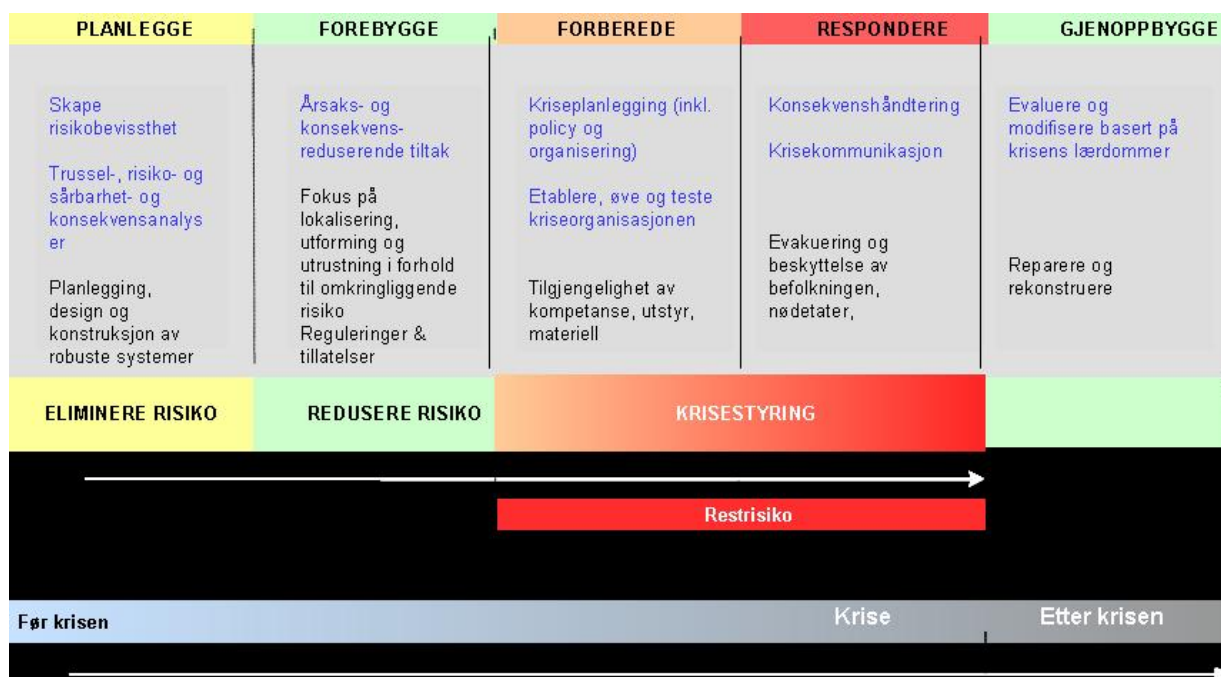 PLANLEGGE
FOREBYGGE
FORBEREDE
RESPONDERE
GJENOPPBYGGE
Skape
risikobevissthet
Trussel-, risiko- og
sårbarhet- og
konsekvensanalys
er
Planlegging,
design og
konstruksjon av
robuste systemer
Årsaks- og
konsekvens-
reduserende tiltak
Fokus på
lokalisering,
utforming og
utrustning i forhold
til omkringliggende
risiko
Reguleringer &
tillatelser
Kriseplanlegging (inkl.
policy og
organisering)
Etablere, øve og teste
kriseorganisasjonen
Tilgjengelighet av
kompetanse, utstyr,
materiell
Konsekvenshåndtering
Krisekommunikasjon
Evakuering og
beskyttelse av
befolkningen,
nødetater,
Evaluere og
modifisere basert på
krisens lærdommer
Reparere og
rekonstruere
ELIMINERE RISIKO
REDUSERE RISIKO
KRISESTYRING
Restrisiko
Før krisen
Krise
Etter krisen